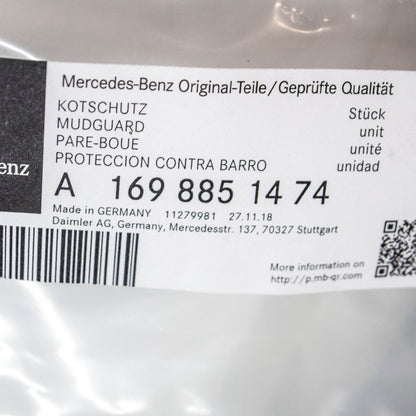 Mercedes-Benz Original-Teile/Geprüfte Qualität
KOTSCHUTZ Stück
MUDGUARD unit
PARE-BOUE unité
PROTECCION CONTRA BARRO unidad
enz
A 169 885 14 74
Made in GERMANY 11279981 27.11.18
Daimler AG, Germany, Mercedesstr. 137, 70327 Stuttgart
More information on
http://p.mb-qr.com/